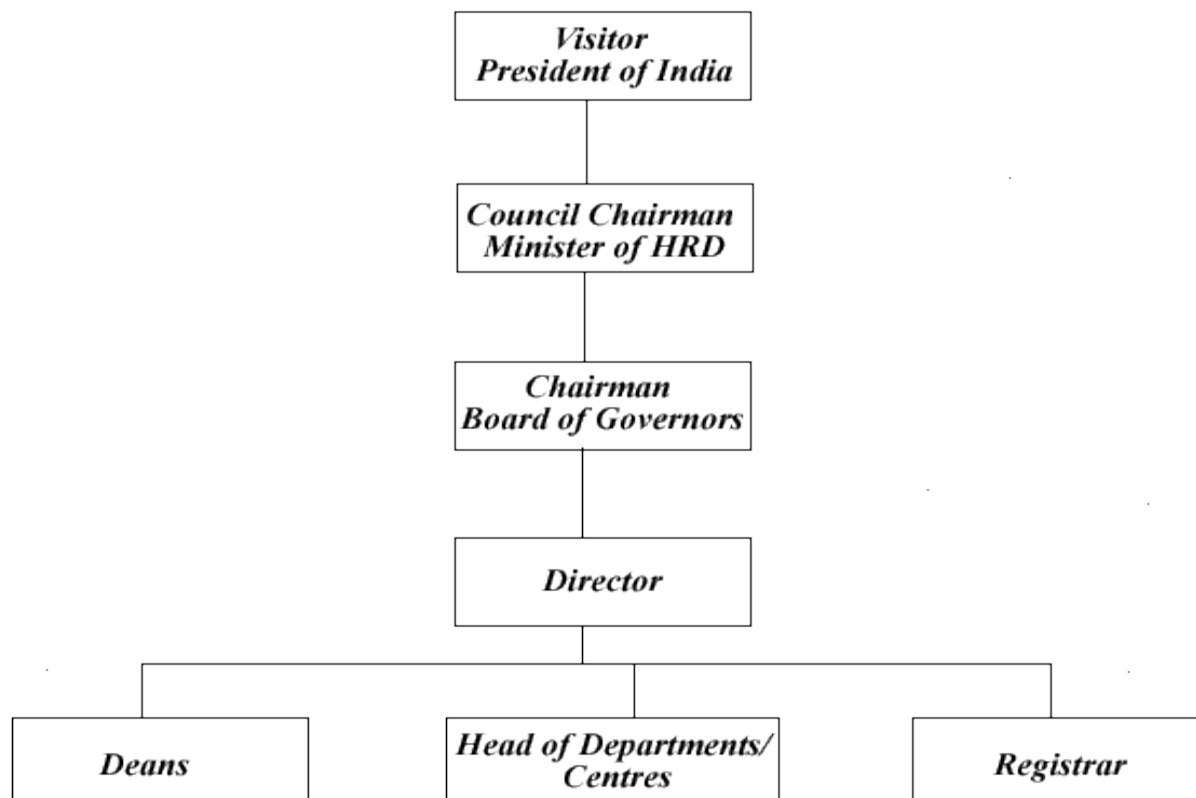 Visitor
President of India
Council Chairman
Minister of HRD
Chairman
Board of Governors
Director
Deans
Head of Departments/
Centres
Registrar